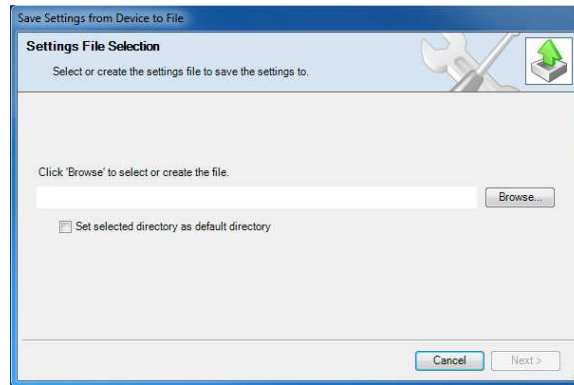 Save Settings from Device to File
Settings File Selection
Select or create the settings file to save the settings to.
Click 'Browse' to select or create the file.
Browse...
Set selected directory as default directory
Cancel
Next >